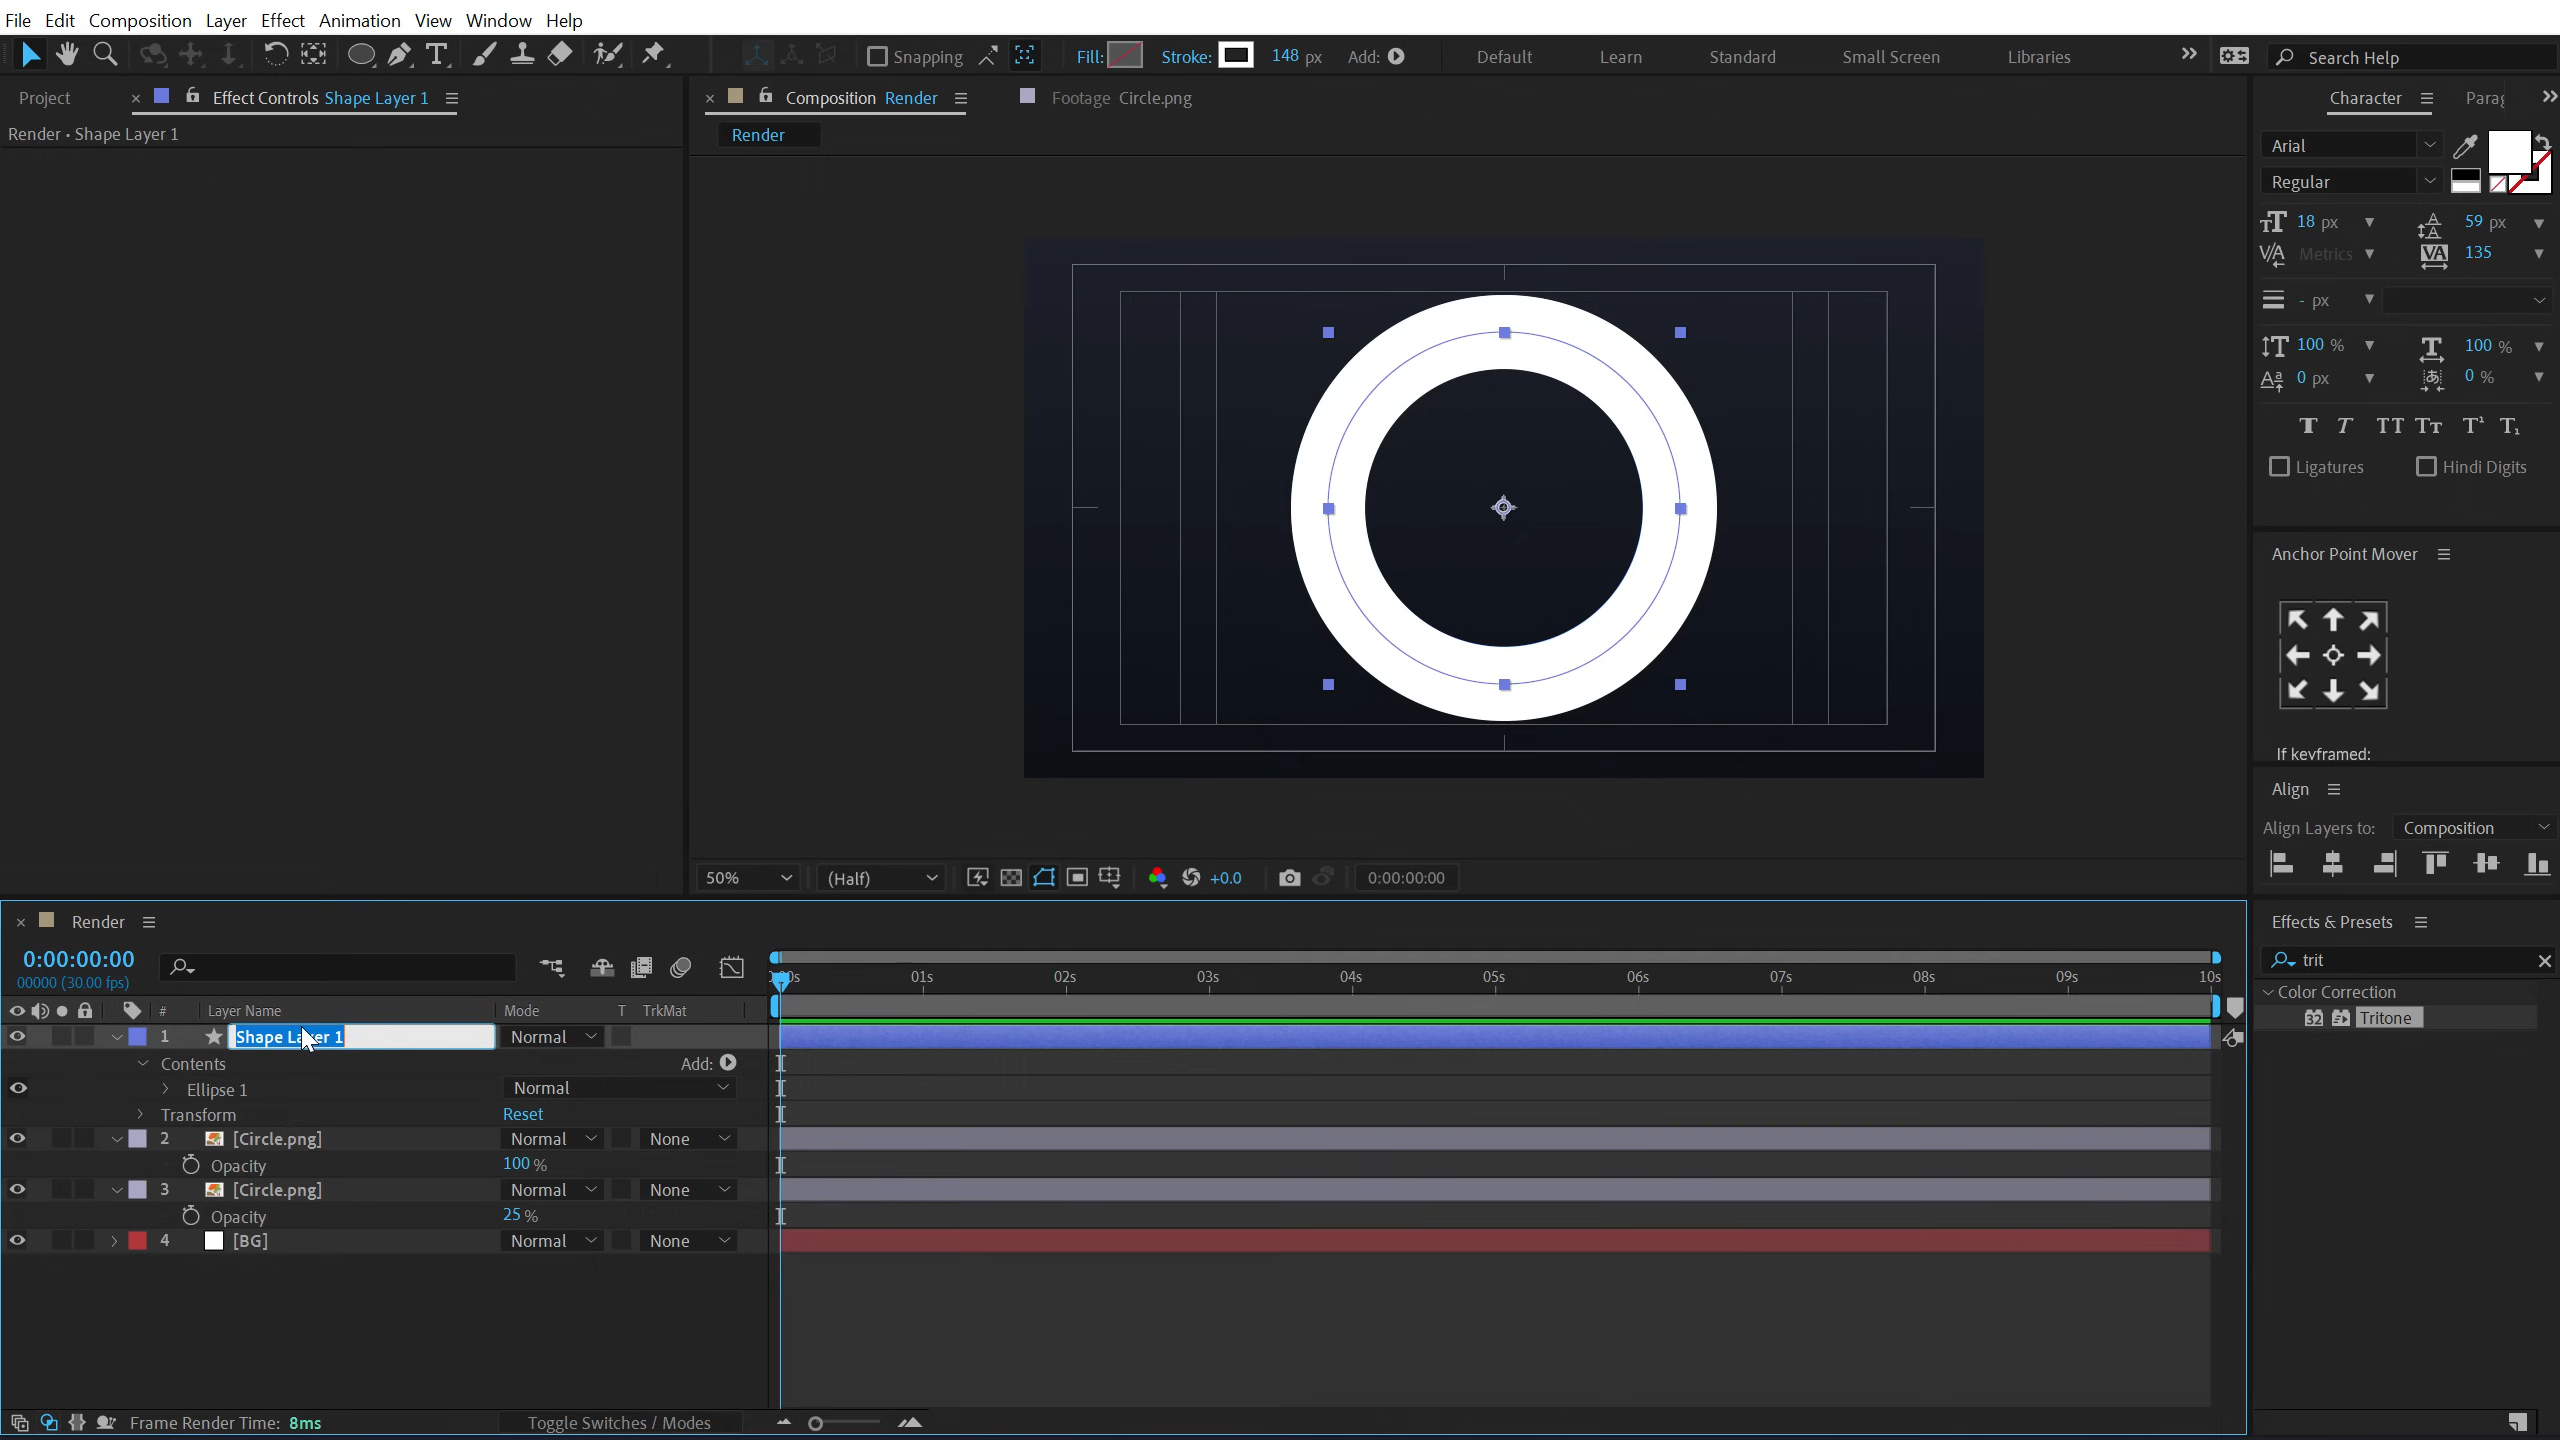 File Edit Composition Layer Effect Animation View Window Help
Snapping Fill: Stroke: 148 px Add: Default Learn Standard Small Screen Libraries Search Help
Project Effect Controls Shape Layer 1
Render • Shape Layer 1
Composition Render Footage Circle.png
Render
Character Parag
Arial
Regular
18 px 59 px
Metrics 135
- px
100 % 100 %
0 px 0 %
Ligatures Hindi Digits
Anchor Point Mover
If keyframed:
Align
Align Layers to: Composition
50% (Half) +0.0 0:00:00:00
Render
0:00:00:00
00000 (30.00 fps)
01s 02s 03s 04s 05s 06s 07s 08s 09s 10s
# Layer Name Mode T TrkMat
1 Shape Layer 1 Normal
Contents Add:
Ellipse 1 Normal
Transform Reset
2 [Circle.png] Normal None
Opacity 100 %
3 [Circle.png] Normal None
Opacity 25 %
4 [BG] Normal None
Frame Render Time: 8ms Toggle Switches / Modes
Effects & Presets
trit
Color Correction
32 Tritone